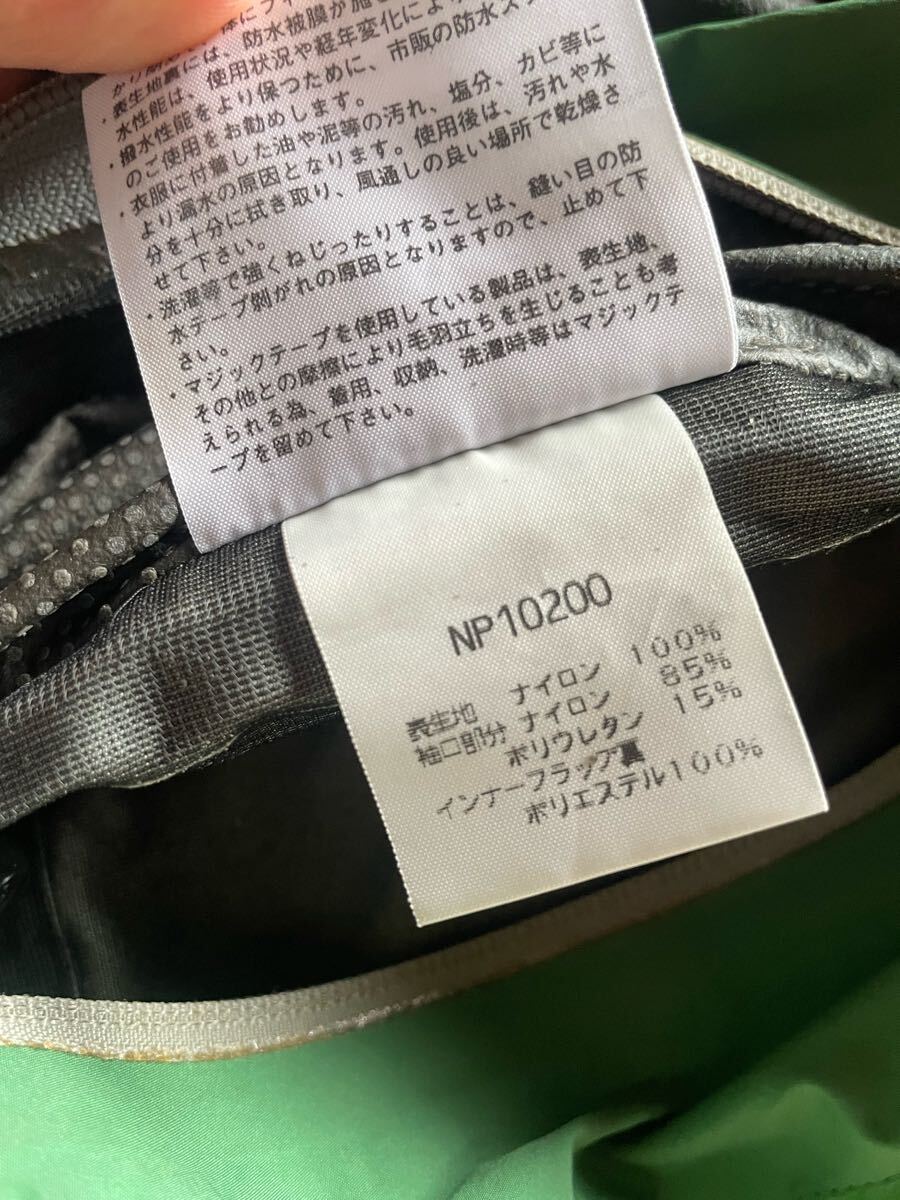 ・表生地裏には、防水被膜が施
水性能は、使用状況や経年変化により
・撥水性能をより保つために、市販の防水ス
のご使用をお勧めします。
・衣服に付着した油や泥等の汚れ、塩分、カビ等に
より漏水の原因となります。使用後は、汚れや水
分を十分に拭き取り、風通しの良い場所で乾燥さ
せて下さい。
・洗濯等で強くねじったりすることは、縫い目の防
水テープ剝がれの原因となりますので、止めて下
さい。
・マジックテープを使用している製品は、表生地、
その他との摩擦により毛羽立ちを生じることも考
えられる為、着用、収納、洗濯時等はマジックテ
ープを留めて下さい。
NP10200
表生地 ナイロン 100%
袖口部分 ナイロン 85%
ポリウレタン 15%
インナーフラップ裏
ポリエステル100%